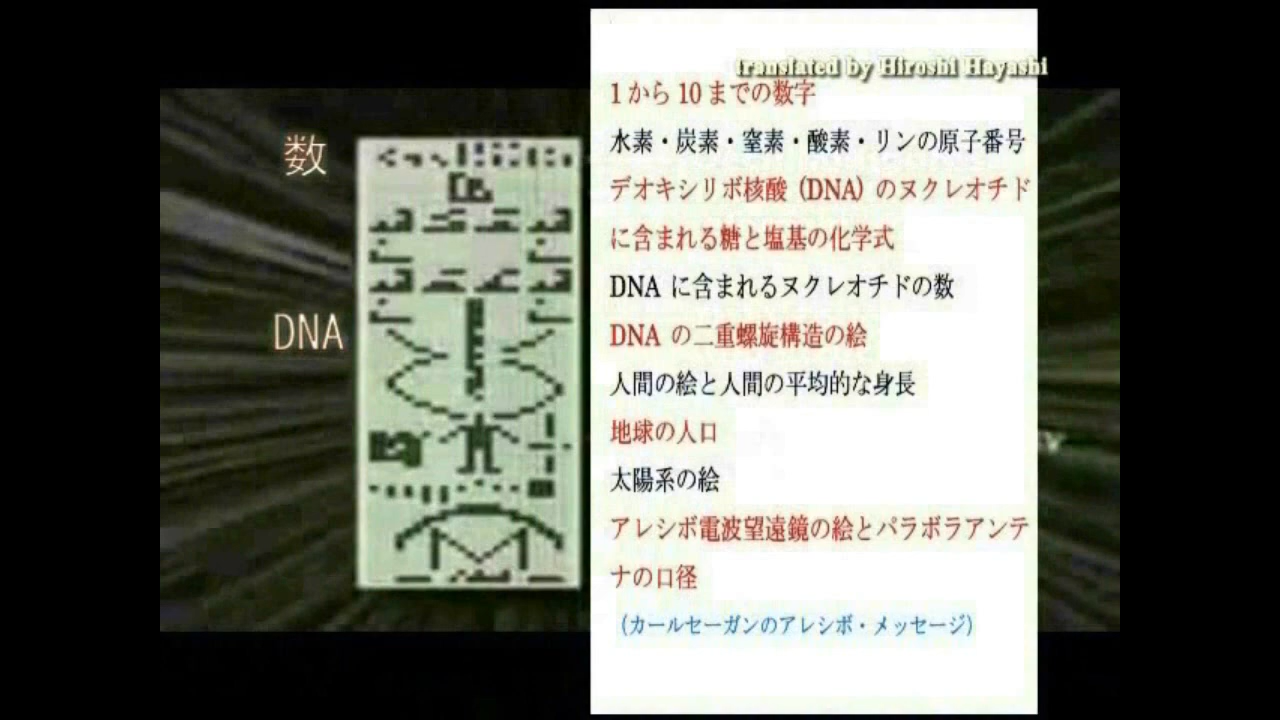 translated by Hiroshi Hayashi
数
DNA
1から10までの数字
水素・炭素・窒素・酸素・リンの原子番号
デオキシリボ核酸 (DNA) のヌクレオチド
に含まれる糖と塩基の化学式
DNA に含まれるヌクレオチドの数
DNA の二重螺旋構造の絵
人間の絵と人間の平均的な身長
地球の人口
太陽系の絵
アレシボ電波望遠鏡の絵とパラボラアンテ
ナの口径
（カールセーガンのアレシボ・メッセージ）